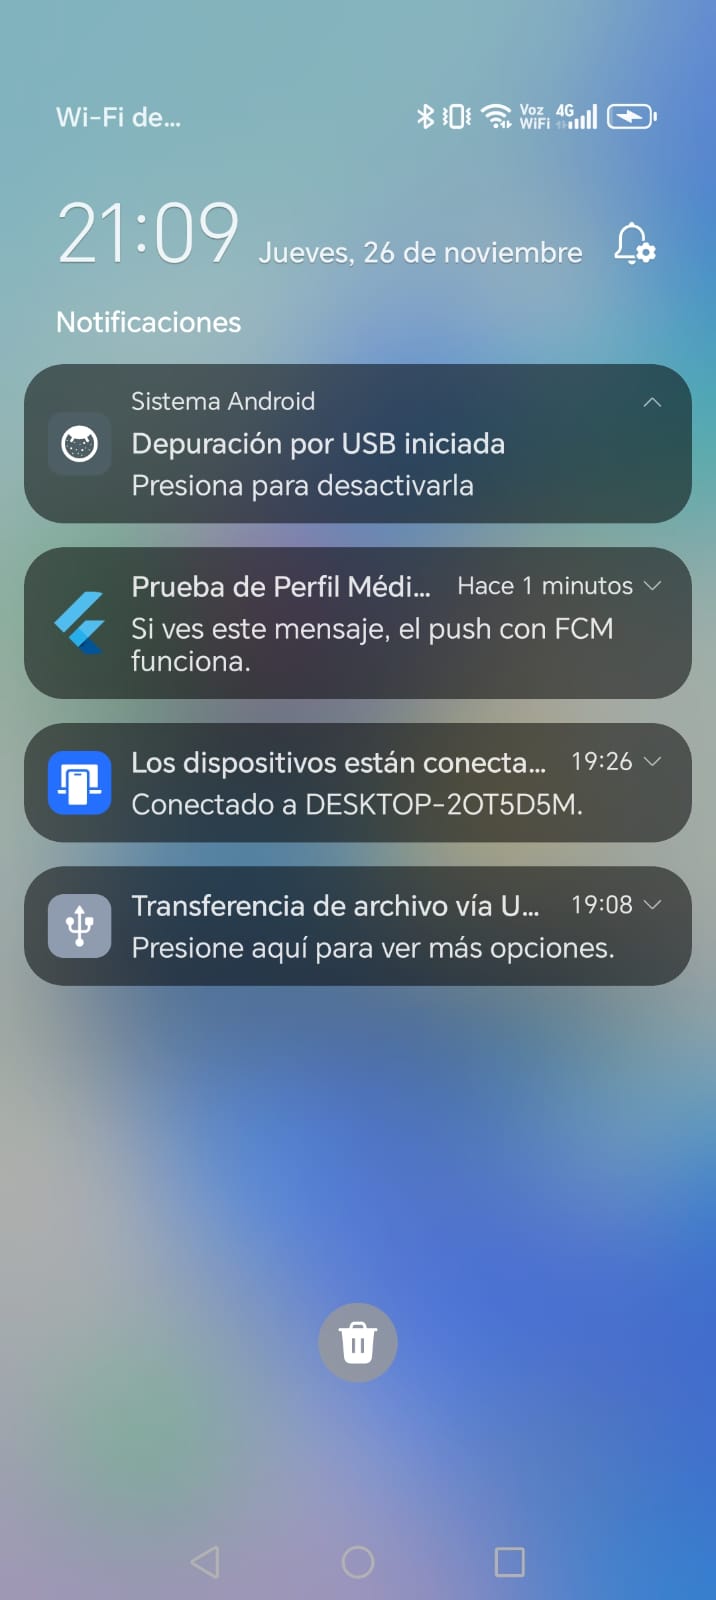 Wi-Fi de...
Voz WiFi 4G
21:09 Jueves, 26 de noviembre
Notificaciones
Sistema Android
Depuración por USB iniciada
Presiona para desactivarla
Prueba de Perfil Médi... Hace 1 minutos
Si ves este mensaje, el push con FCM
funciona.
Los dispositivos están conecta... 19:26
Conectado a DESKTOP-2OT5D5M.
Transferencia de archivo vía U... 19:08
Presione aquí para ver más opciones.